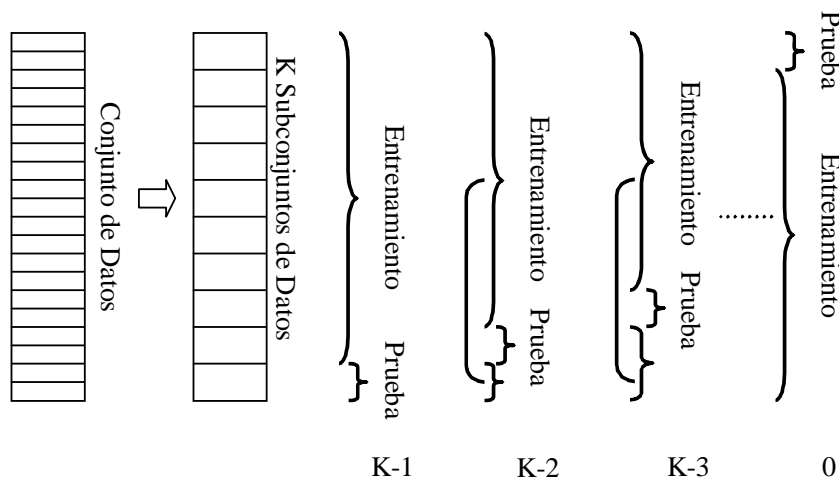 Conjunto de Datos
K Subconjuntos de Datos
Entrenamiento Prueba
K-1
Entrenamiento Prueba
K-2
Entrenamiento Prueba
K-3
Prueba Entrenamiento
0